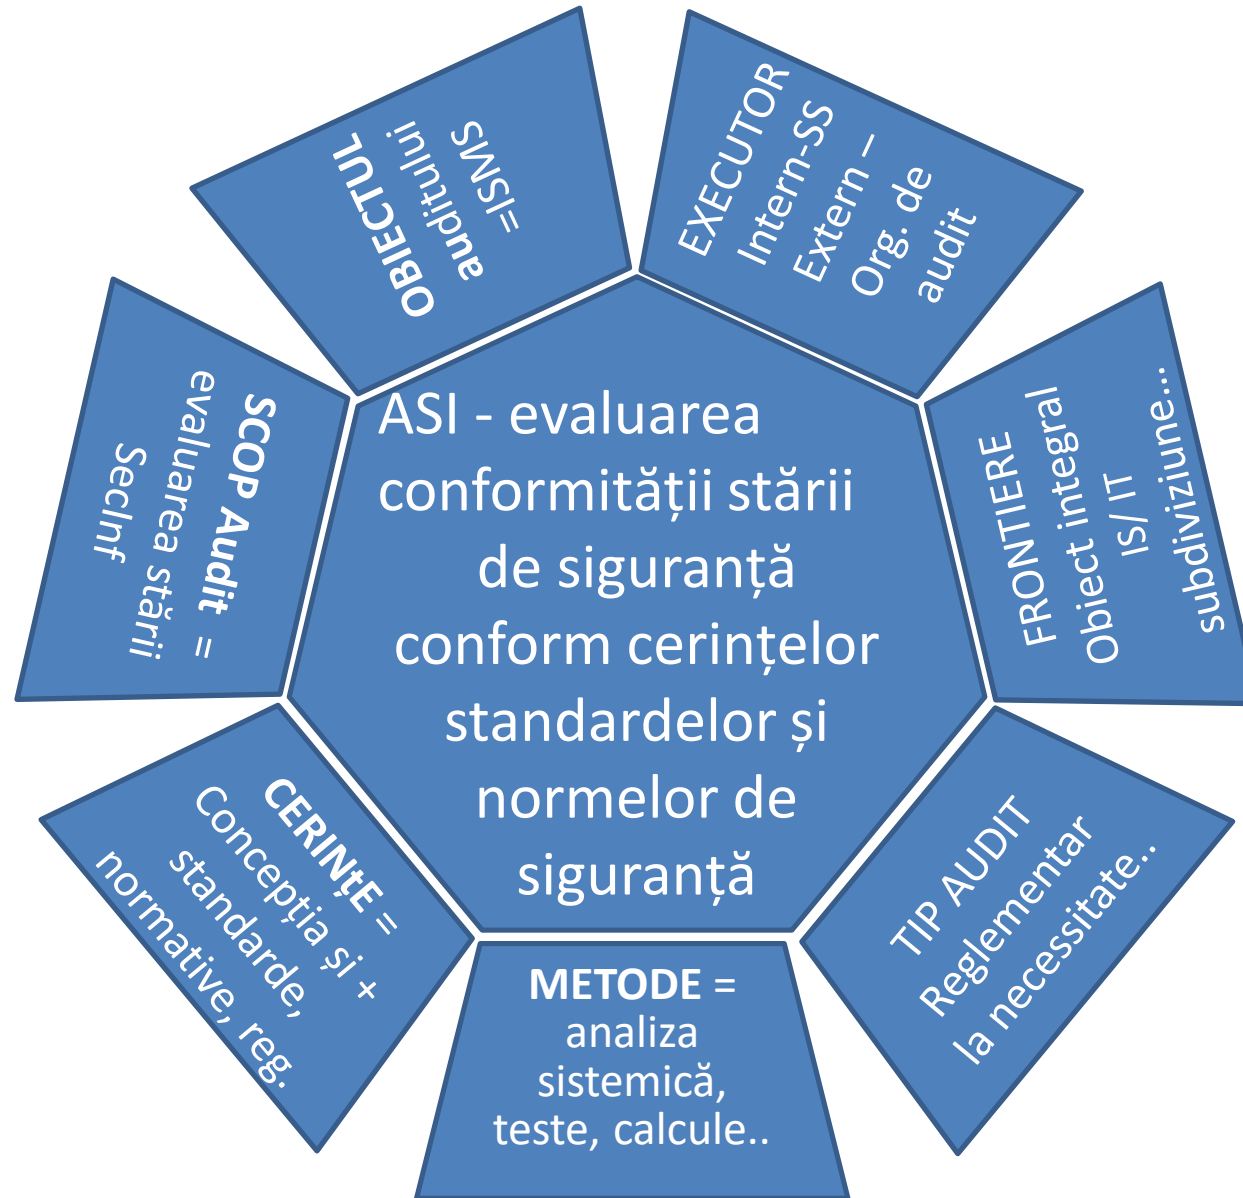 OBIECTUL
auditului
=ISMS
EXECUTOR
Intern-SS
Extern –
Org. de
audit
FRONTIERE
Obiect integral
IS/ IT
subdiviziune...
TIP AUDIT
Reglementar
la necessitate..
METODE =
analiza
sistemică,
teste, calcule..
CERINțE =
Concepția și +
standarde,
normative, reg.
SCOP Audit =
evaluarea stării
SecInf
ASI - evaluarea
conformității stării
de siguranță
conform cerințelor
standardelor și
normelor de
siguranță